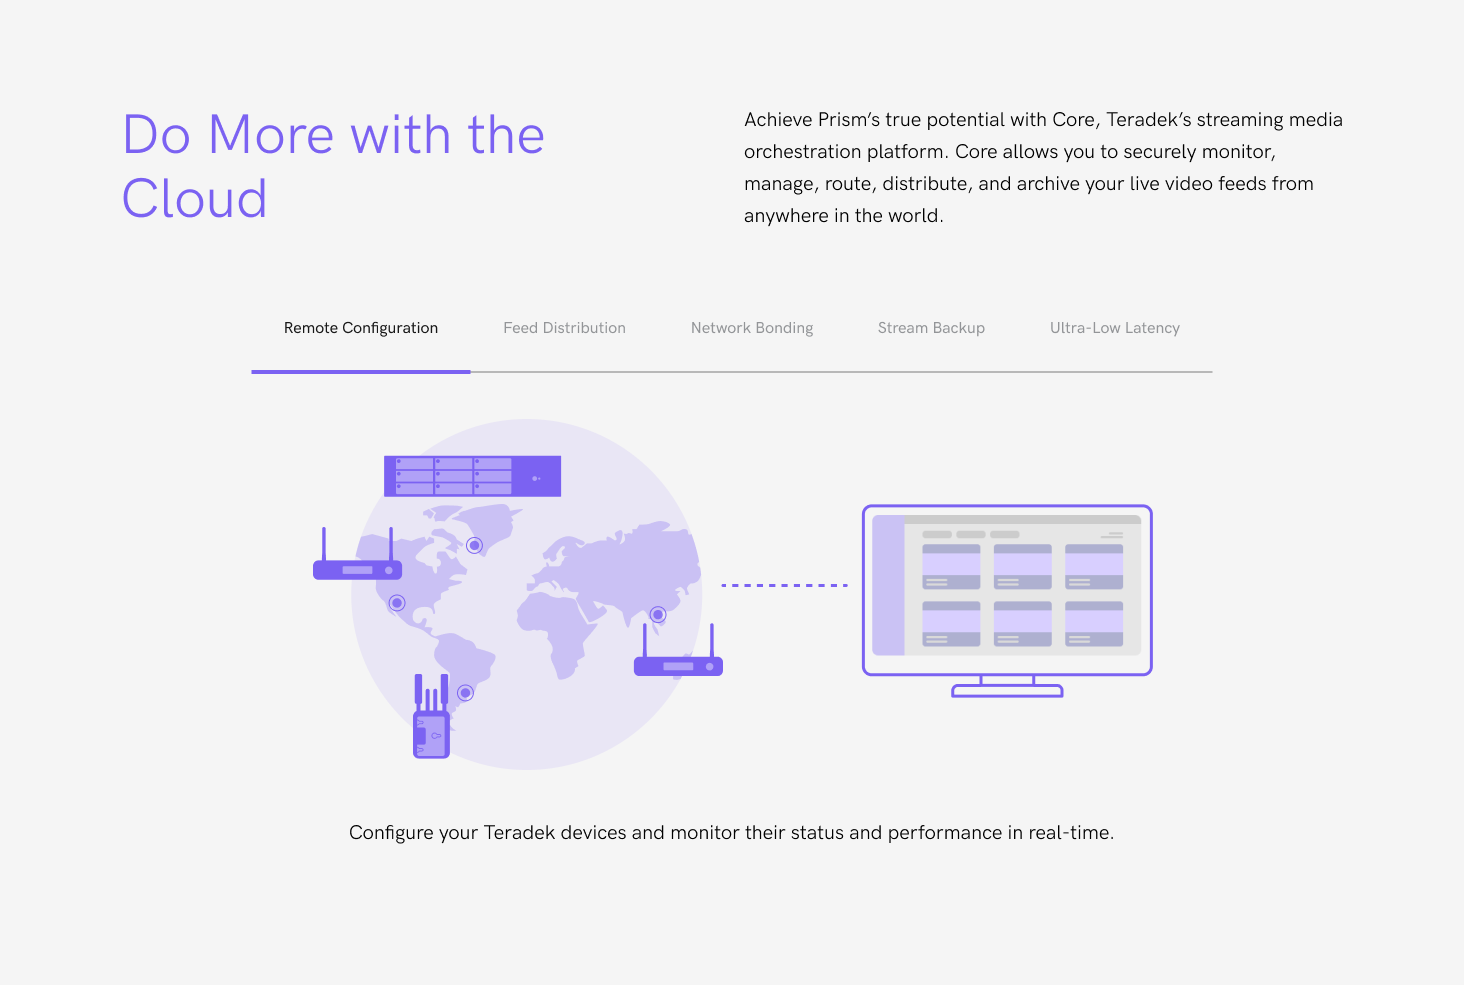 Do More with the
Cloud
Achieve Prism’s true potential with Core, Teradek’s streaming media
orchestration platform. Core allows you to securely monitor,
manage, route, distribute, and archive your live video feeds from
anywhere in the world.
Remote Configuration
Feed Distribution
Network Bonding
Stream Backup
Ultra-Low Latency
Configure your Teradek devices and monitor their status and performance in real-time.